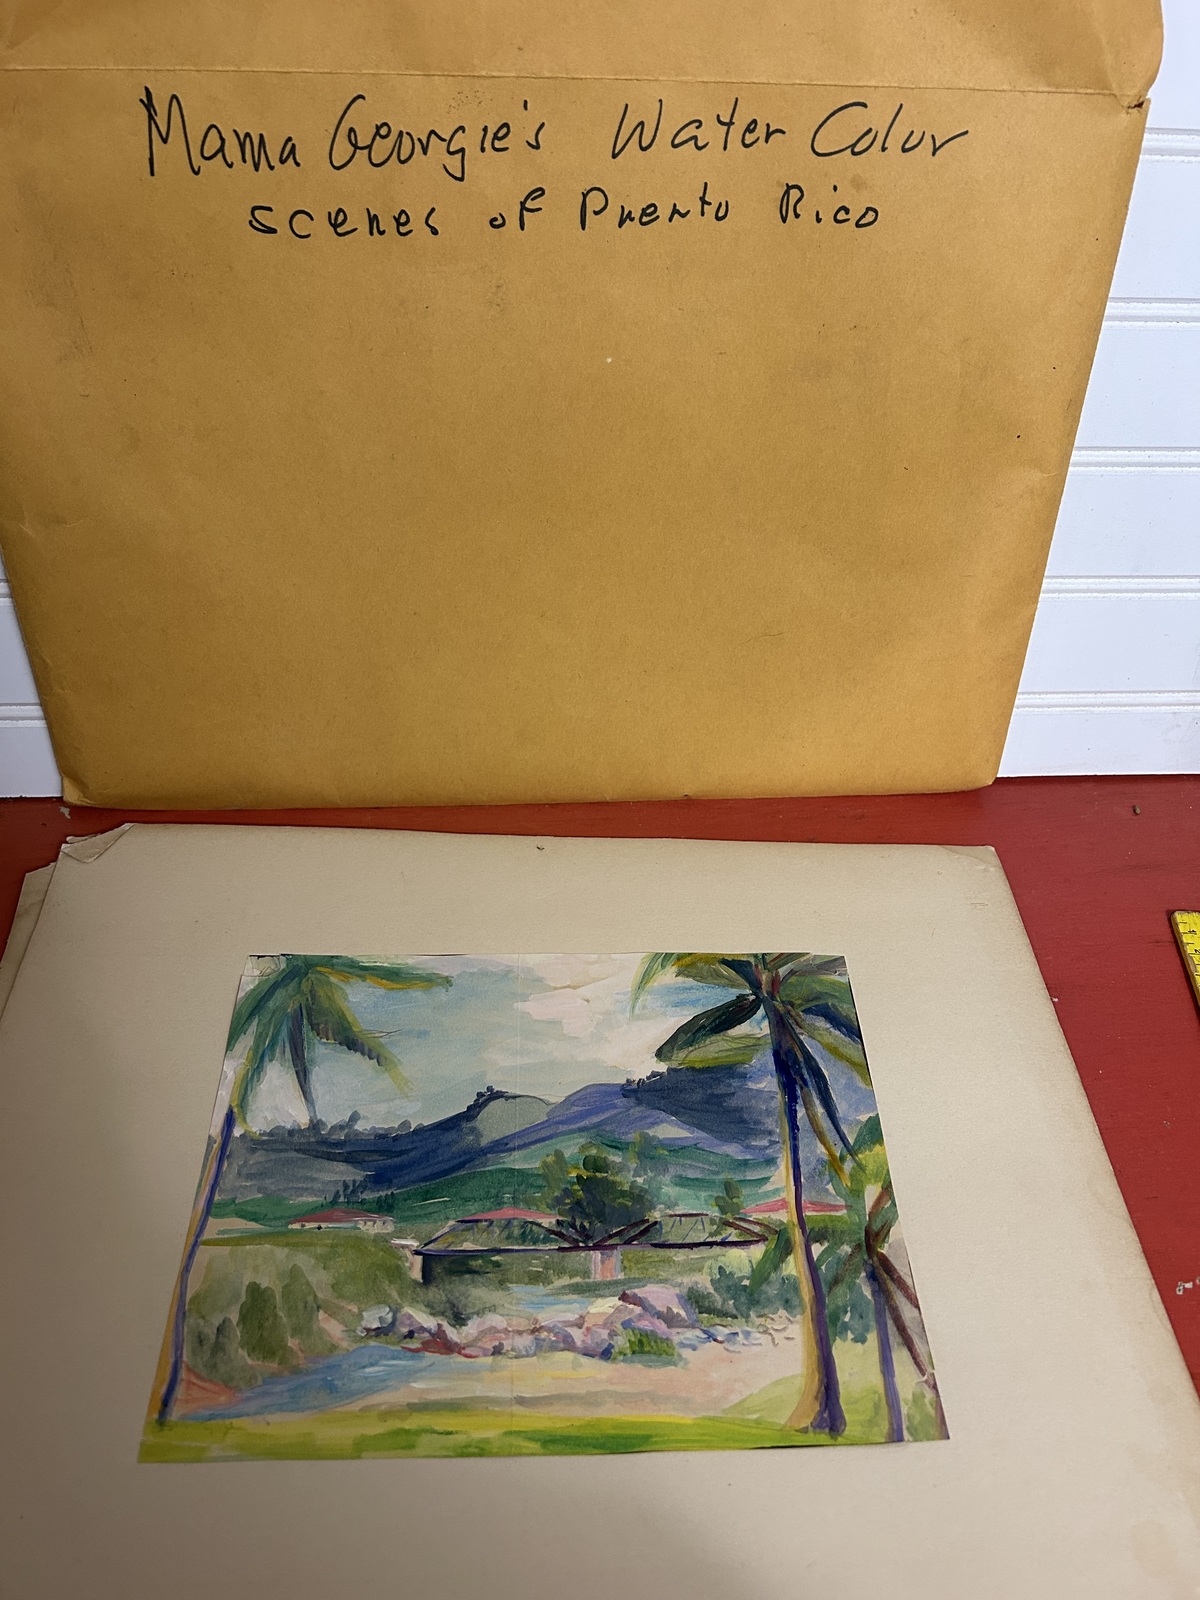 Mama Georgie's Water Color
scenes of Puerto Rico